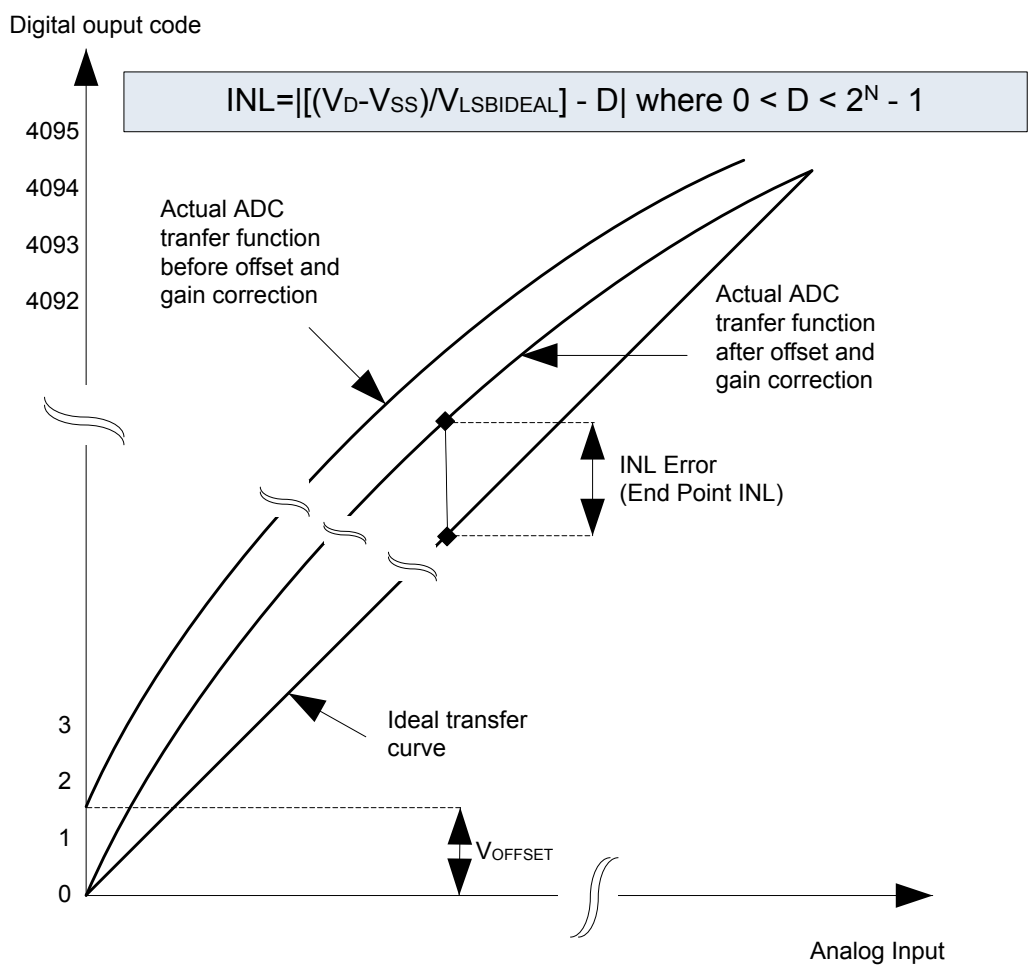 Digital ouput code
INL=|[(VD-VSS)/VLSBIDEAL] - D| where 0 < D < 2^N - 1
4095
4094
4093
4092
Actual ADC
tranfer function
before offset and
gain correction
Actual ADC
tranfer function
after offset and
gain correction
INL Error
(End Point INL)
Ideal transfer
curve
3
2
1
0
VOFFSET
Analog Input